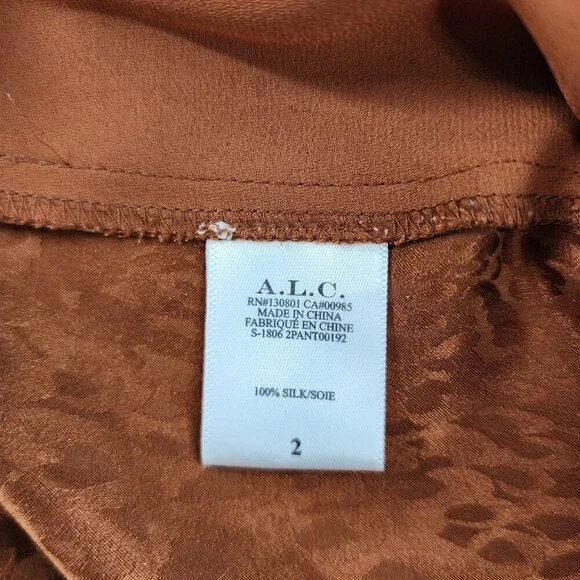 A.L.C.
RN#130801 CA#00985
MADE IN CHINA
FABRIQUÉ EN CHINE
S-1806 2PANT00192
100% SILK/SOIE
2